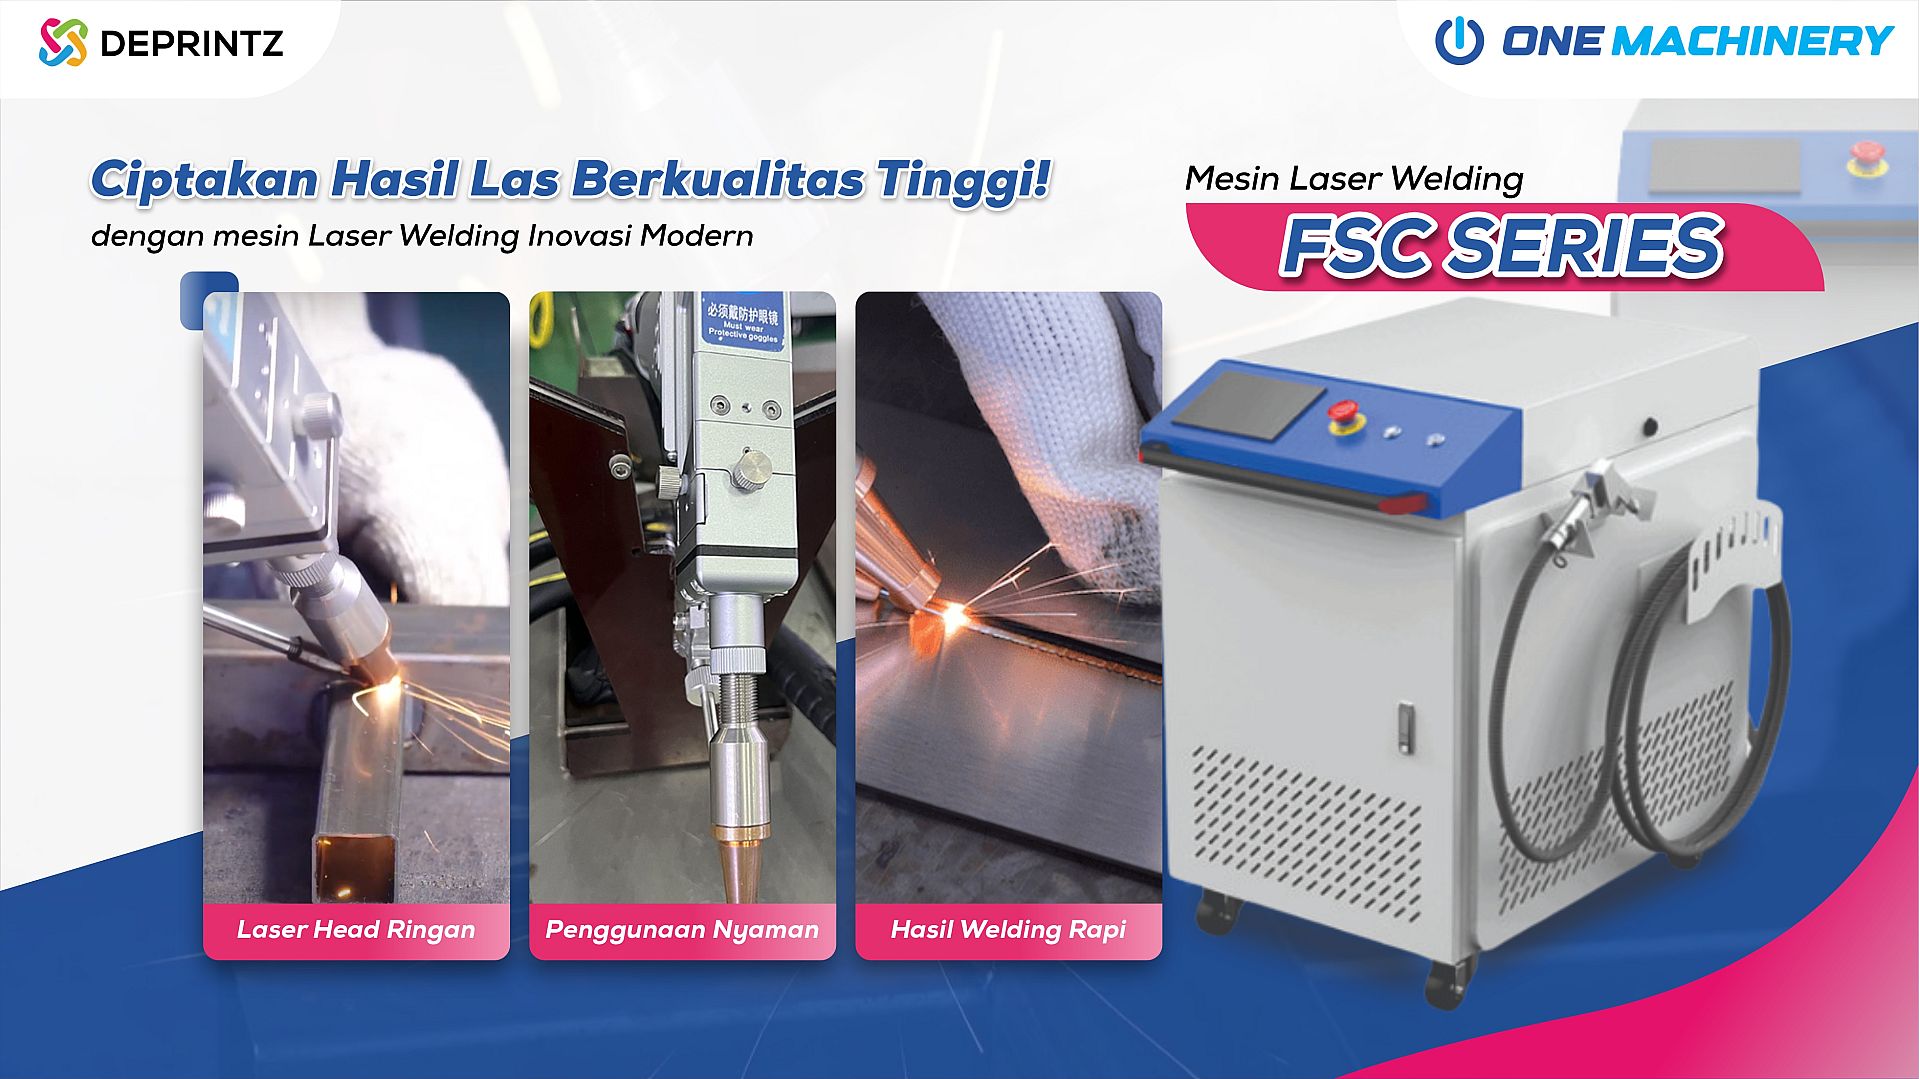 DEPRINTZ
ONE MACHINERY
Ciptakan Hasil Las Berkualitas Tinggi!
dengan mesin Laser Welding Inovasi Modern
Mesin Laser Welding
FSC SERIES
必须戴防护眼镜
Must wear
Protective goggles
Laser Head Ringan
Penggunaan Nyaman
Hasil Welding Rapi